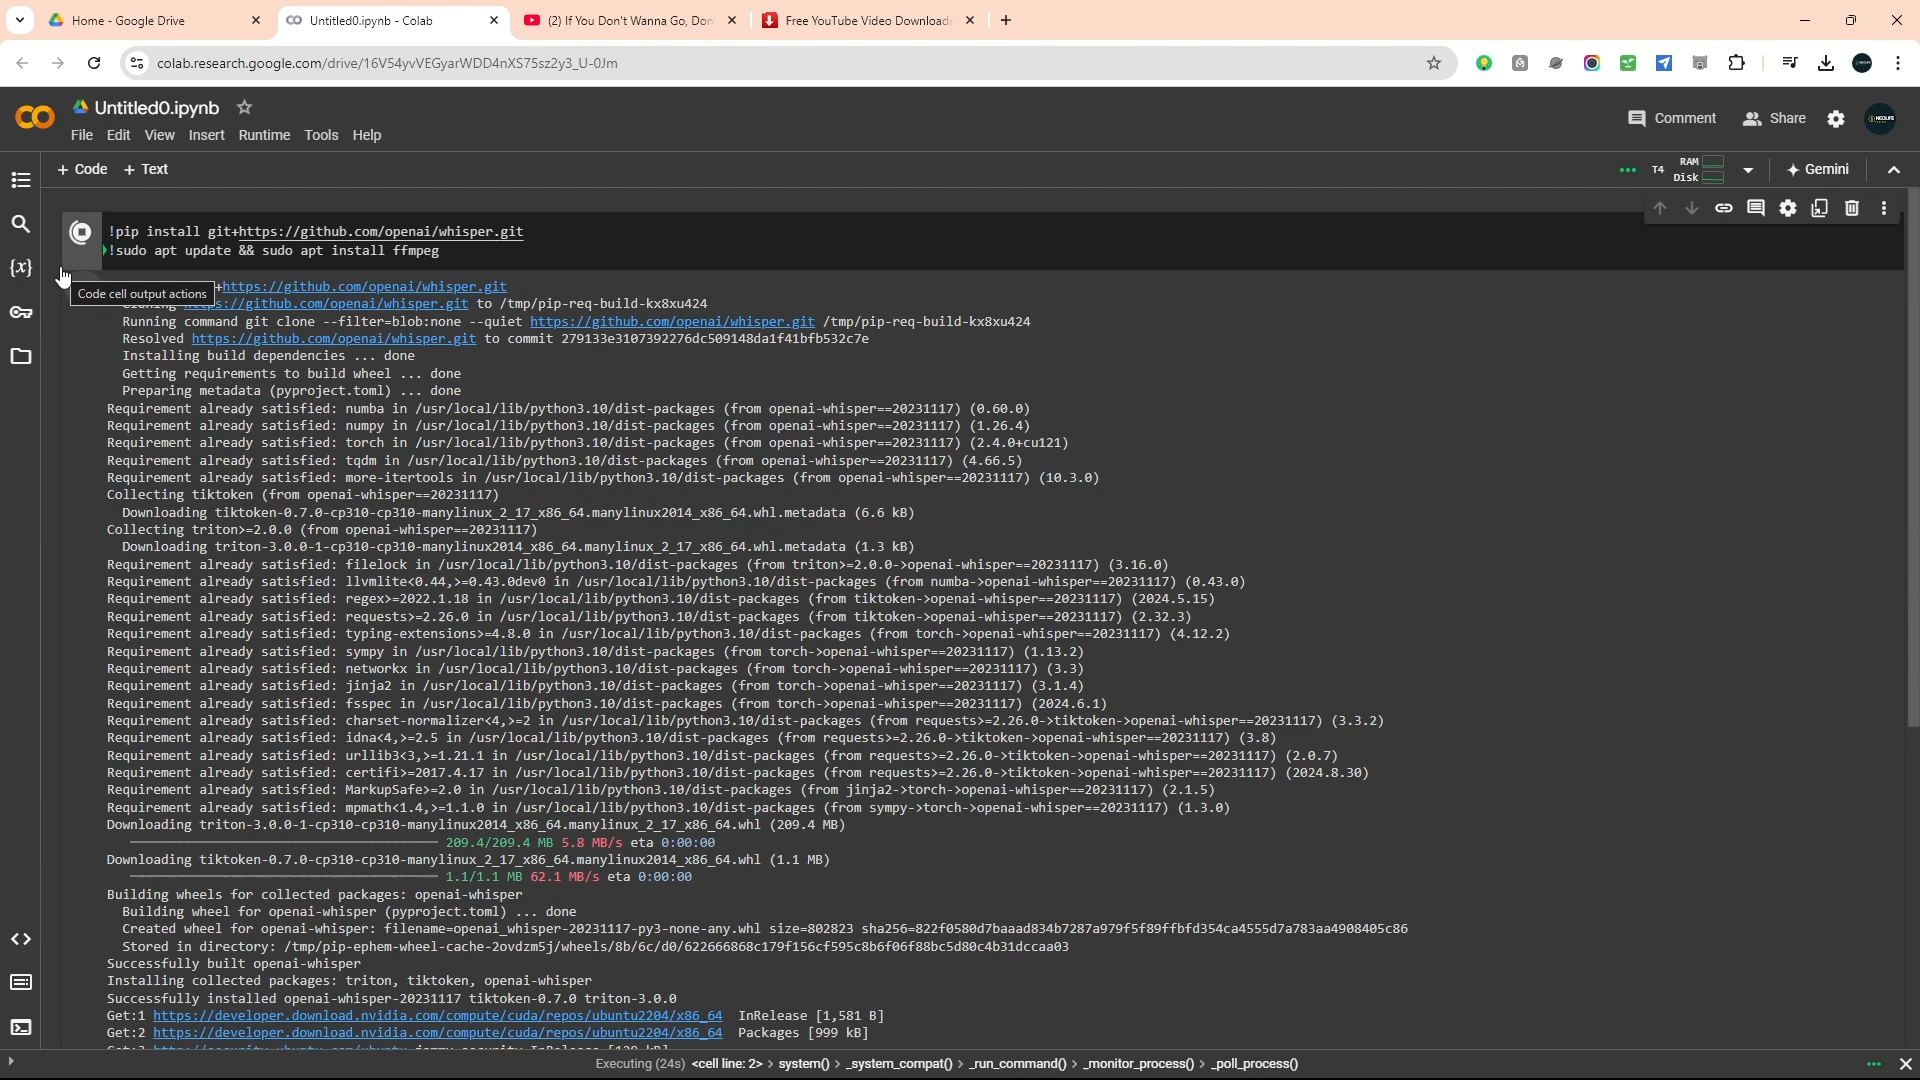 Home - Google Drive
Untitled0.ipynb - Colab
(2) If You Don't Wanna Go, Don
Free YouTube Video Downloade
colab.research.google.com/drive/16V54yvVEGyarWDD4nXS75sz2y3_U-0Jm
Untitled0.ipynb
Comment
Share
File Edit View Insert Runtime Tools Help
+ Code + Text
T4
RAM
Disk
Gemini
!pip install git+https://github.com/openai/whisper.git
!sudo apt update && sudo apt install ffmpeg
Code cell output actions
+https://github.com/openai/whisper.git
s://github.com/openai/whisper.git to /tmp/pip-req-build-kx8xu424
Running command git clone --filter=blob:none --quiet https://github.com/openai/whisper.git /tmp/pip-req-build-kx8xu424
Resolved https://github.com/openai/whisper.git to commit 279133e3107392276dc509148da1f41bfb532c7e
Installing build dependencies ... done
Getting requirements to build wheel ... done
Preparing metadata (pyproject.toml) ... done
Requirement already satisfied: numba in /usr/local/lib/python3.10/dist-packages (from openai-whisper==20231117) (0.60.0)
Requirement already satisfied: numpy in /usr/local/lib/python3.10/dist-packages (from openai-whisper==20231117) (1.26.4)
Requirement already satisfied: torch in /usr/local/lib/python3.10/dist-packages (from openai-whisper==20231117) (2.4.0+cu121)
Requirement already satisfied: tqdm in /usr/local/lib/python3.10/dist-packages (from openai-whisper==20231117) (4.66.5)
Requirement already satisfied: more-itertools in /usr/local/lib/python3.10/dist-packages (from openai-whisper==20231117) (10.3.0)
Collecting tiktoken (from openai-whisper==20231117)
Downloading tiktoken-0.7.0-cp310-cp310-manylinux_2_17_x86_64.manylinux2014_x86_64.whl.metadata (6.6 kB)
Collecting triton>=2.0.0 (from openai-whisper==20231117)
Downloading triton-3.0.0-1-cp310-cp310-manylinux2014_x86_64.manylinux_2_17_x86_64.whl.metadata (1.3 kB)
Requirement already satisfied: filelock in /usr/local/lib/python3.10/dist-packages (from triton>=2.0.0->openai-whisper==20231117) (3.16.0)
Requirement already satisfied: llvmlite<0.44,>=0.43.0dev0 in /usr/local/lib/python3.10/dist-packages (from numba->openai-whisper==20231117) (0.43.0)
Requirement already satisfied: regex>=2022.1.18 in /usr/local/lib/python3.10/dist-packages (from tiktoken->openai-whisper==20231117) (2024.5.15)
Requirement already satisfied: requests>=2.26.0 in /usr/local/lib/python3.10/dist-packages (from tiktoken->openai-whisper==20231117) (2.32.3)
Requirement already satisfied: typing-extensions>=4.8.0 in /usr/local/lib/python3.10/dist-packages (from torch->openai-whisper==20231117) (4.12.2)
Requirement already satisfied: sympy in /usr/local/lib/python3.10/dist-packages (from torch->openai-whisper==20231117) (1.13.2)
Requirement already satisfied: networkx in /usr/local/lib/python3.10/dist-packages (from torch->openai-whisper==20231117) (3.3)
Requirement already satisfied: jinja2 in /usr/local/lib/python3.10/dist-packages (from torch->openai-whisper==20231117) (3.1.4)
Requirement already satisfied: fsspec in /usr/local/lib/python3.10/dist-packages (from torch->openai-whisper==20231117) (2024.6.1)
Requirement already satisfied: charset-normalizer<4,>=2 in /usr/local/lib/python3.10/dist-packages (from requests>=2.26.0->tiktoken->openai-whisper==20231117) (3.3.2)
Requirement already satisfied: idna<4,>=2.5 in /usr/local/lib/python3.10/dist-packages (from requests>=2.26.0->tiktoken->openai-whisper==20231117) (3.8)
Requirement already satisfied: urllib3<3,>=1.21.1 in /usr/local/lib/python3.10/dist-packages (from requests>=2.26.0->tiktoken->openai-whisper==20231117) (2.0.7)
Requirement already satisfied: certifi>=2017.4.17 in /usr/local/lib/python3.10/dist-packages (from requests>=2.26.0->tiktoken->openai-whisper==20231117) (2024.8.30)
Requirement already satisfied: MarkupSafe>=2.0 in /usr/local/lib/python3.10/dist-packages (from jinja2->torch->openai-whisper==20231117) (2.1.5)
Requirement already satisfied: mpmath<1.4,>=1.1.0 in /usr/local/lib/python3.10/dist-packages (from sympy->torch->openai-whisper==20231117) (1.3.0)
Downloading triton-3.0.0-1-cp310-cp310-manylinux2014_x86_64.manylinux_2_17_x86_64.whl (209.4 MB)
209.4/209.4 MB 5.8 MB/s eta 0:00:00
Downloading tiktoken-0.7.0-cp310-cp310-manylinux_2_17_x86_64.manylinux2014_x86_64.whl (1.1 MB)
1.1/1.1 MB 62.1 MB/s eta 0:00:00
Building wheels for collected packages: openai-whisper
Building wheel for openai-whisper (pyproject.toml) ... done
Created wheel for openai-whisper: filename=openai_whisper-20231117-py3-none-any.whl size=802823 sha256=822f0580d7baaad834b7287a979f5f89ffbfd354ca4555d7a783aa4908405c86
Stored in directory: /tmp/pip-ephem-wheel-cache-2ovdzm5j/wheels/8b/6c/d0/622666868c179f156cf595c8b6f06f88bc5d80c4b31dccaa03
Successfully built openai-whisper
Installing collected packages: triton, tiktoken, openai-whisper
Successfully installed openai-whisper-20231117 tiktoken-0.7.0 triton-3.0.0
Get:1 https://developer.download.nvidia.com/compute/cuda/repos/ubuntu2204/x86_64 InRelease [1,581 B]
Get:2 https://developer.download.nvidia.com/compute/cuda/repos/ubuntu2204/x86_64 Packages [999 kB]
Executing (24s) <cell line: 2> > system() > _system_compat() > _run_command() > _monitor_process() > _poll_process()